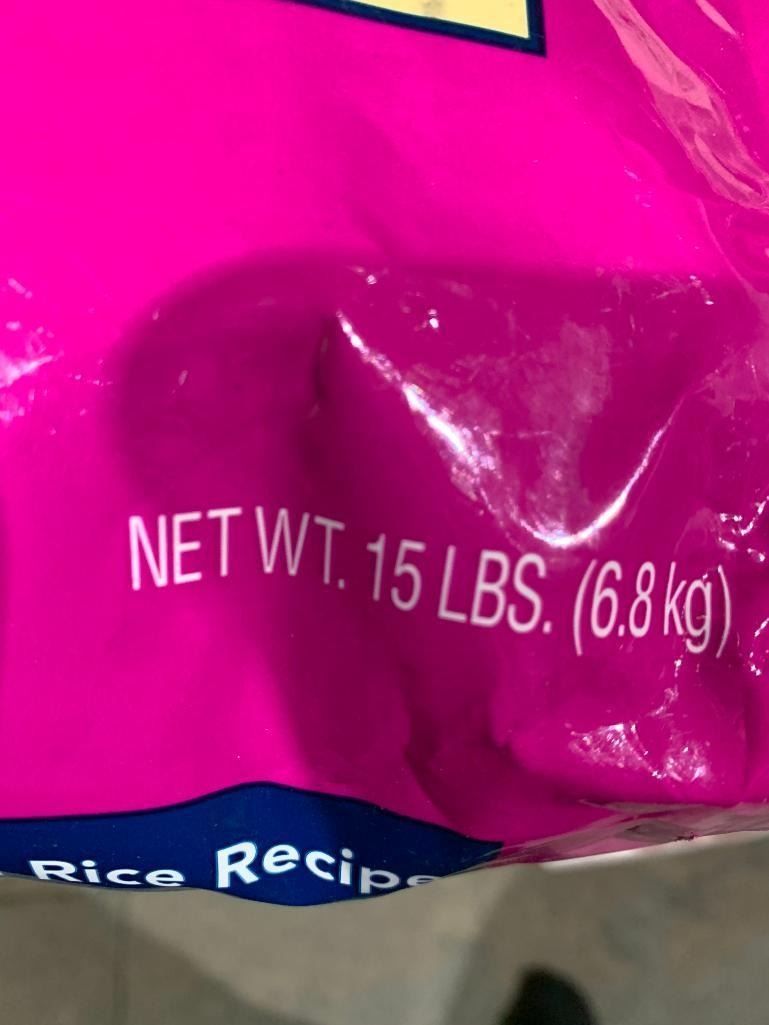 NET WT. 15 LBS. (6.8 kg)
Rice Recipe